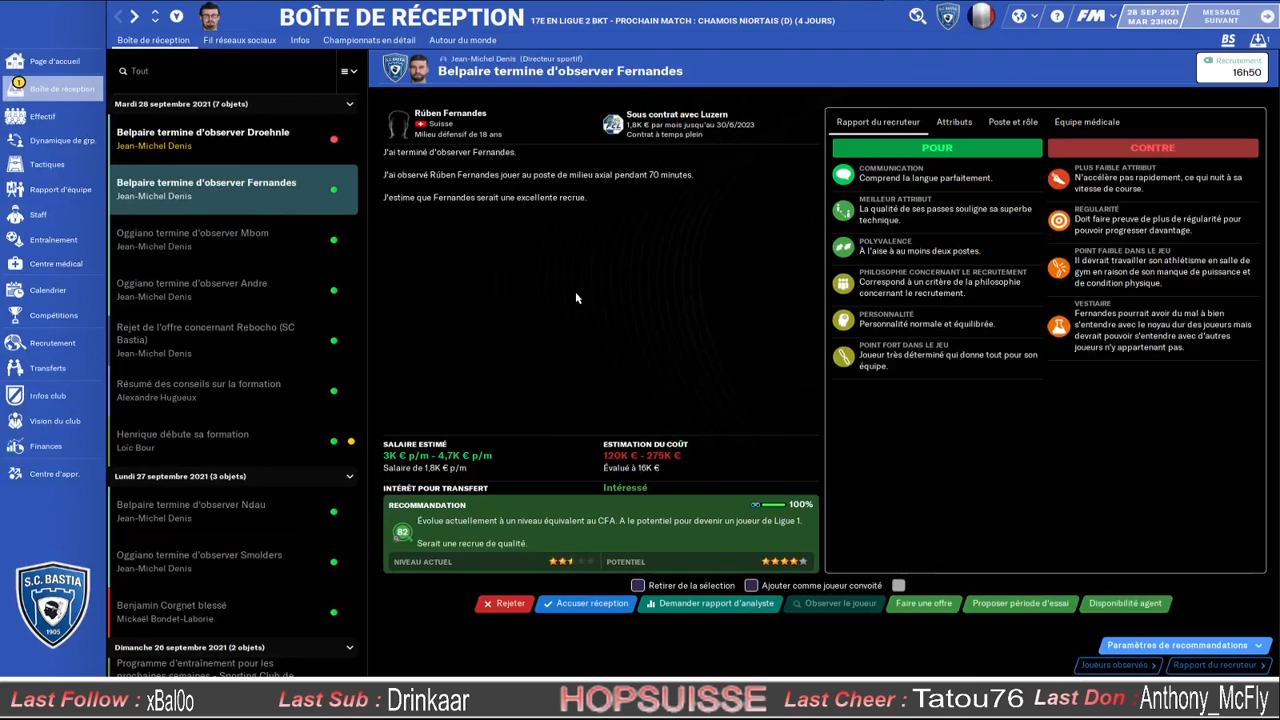 BOÎTE DE RÉCEPTION
17E EN LIGUE 2 BKT - PROCHAIN MATCH : CHAMOIS NIORTAIS (D) (4 JOURS)
FM
28 SEP 2021
MAR 23H00
MESSAGE
SUIVANT
Boîte de réception
Fil réseaux sociaux
Infos
Championnats en détail
Autour du monde
BS
1
Page d'accueil
1
Boîte de réception
Effectif
Dynamique de grp.
Tactiques
Rapport d'équipe
Staff
Entraînement
Centre médical
Calendrier
Compétitions
Recrutement
Transferts
Infos club
Vision du club
Finances
Centre d'appr.
S.C. BASTIA
1905
Tout
Mardi 28 septembre 2021 (7 objets)
Belpaire termine d'observer Droehnle
Jean-Michel Denis
Belpaire termine d'observer Fernandes
Jean-Michel Denis
Oggiano termine d'observer Mbom
Jean-Michel Denis
Oggiano termine d'observer Andre
Jean-Michel Denis
Rejet de l'offre concernant Rebocho (SC
Bastia)
Jean-Michel Denis
Résumé des conseils sur la formation
Alexandre Hugueux
Henrique débute sa formation
Loïc Bour
Lundi 27 septembre 2021 (3 objets)
Belpaire termine d'observer Ndau
Jean-Michel Denis
Oggiano termine d'observer Smolders
Jean-Michel Denis
Benjamin Corgnet blessé
Mickaël Bondet-Laborie
Dimanche 26 septembre 2021 (2 objets)
Programme d'entraînement pour les
prochaines semaines - Sporting Club de
Jean-Michel Denis (Directeur sportif)
Belpaire termine d'observer Fernandes
Recrutement
16h50
Rúben Fernandes
Suisse
Milieu défensif de 18 ans
Sous contrat avec Luzern
1,8K € par mois jusqu'au 30/6/2023
Contrat à temps plein
J'ai terminé d'observer Fernandes.
J'ai observé Rúben Fernandes jouer au poste de milieu axial pendant 70 minutes.
J'estime que Fernandes serait une excellente recrue.
SALAIRE ESTIMÉ
3K € p/m - 4,7K € p/m
Salaire de 1,8K € p/m
ESTIMATION DU COÛT
120K € - 275K €
Évalué à 16K €
INTÉRÊT POUR TRANSFERT
Intéressé
RECOMMANDATION
100%
82
Évolue actuellement à un niveau équivalent au CFA. A le potentiel pour devenir un joueur de Ligue 1.
Serait une recrue de qualité.
NIVEAU ACTUEL
POTENTIEL
Rapport du recruteur
Attributs
Poste et rôle
Équipe médicale
POUR
COMMUNICATION
Comprend la langue parfaitement.
MEILLEUR ATTRIBUT
La qualité de ses passes souligne sa superbe
technique.
POLYVALENCE
À l'aise à au moins deux postes.
PHILOSOPHIE CONCERNANT LE RECRUTEMENT
Correspond à un critère de la philosophie
concernant le recrutement.
PERSONNALITÉ
Personnalité normale et équilibrée.
POINT FORT DANS LE JEU
Joueur très déterminé qui donne tout pour son
équipe.
CONTRE
PLUS FAIBLE ATTRIBUT
N'accélère pas rapidement, ce qui nuit à sa
vitesse de course.
RÉGULARITÉ
Doit faire preuve de plus de régularité pour
pouvoir progresser davantage.
POINT FAIBLE DANS LE JEU
Il devrait travailler son athlétisme en salle de
gym en raison de son manque de puissance et
de condition physique.
VESTIAIRE
Fernandes pourrait avoir du mal à bien
s'entendre avec le noyau dur des joueurs mais
devrait pouvoir s'entendre avec d'autres
joueurs n'y appartenant pas.
Retirer de la sélection
Ajouter comme joueur convoité
Rejeter
Accuser réception
Demander rapport d'analyste
Observer le joueur
Faire une offre
Proposer période d'essai
Disponibilité agent
Paramètres de recommandations
Joueurs observés
Rapport du recruteur
Last Follow : xBal0o
Last Sub : Drinkaar
HOPSUISSE
Last Cheer : Tatou76
Last Don : Anthony_McFly